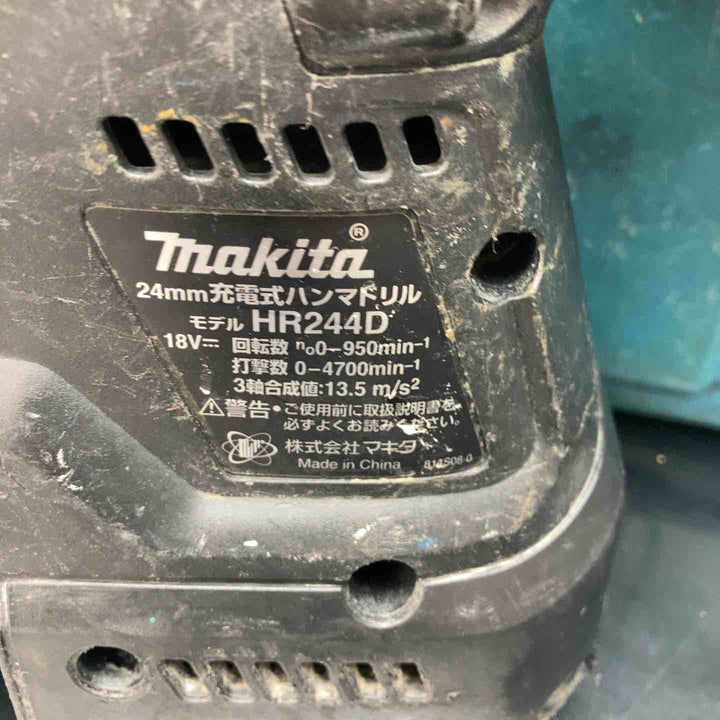 makita®
24mm充電式ハンマドリル
モデル HR244D
18V⎓ 回転数 n₀0-950min⁻¹
打撃数 0-4700min⁻¹
3軸合成値:13.5 m/s²
⚠警告・ご使用前に取扱説明書を
必ずよくお読みください。
株式会社 マキタ
Made in China